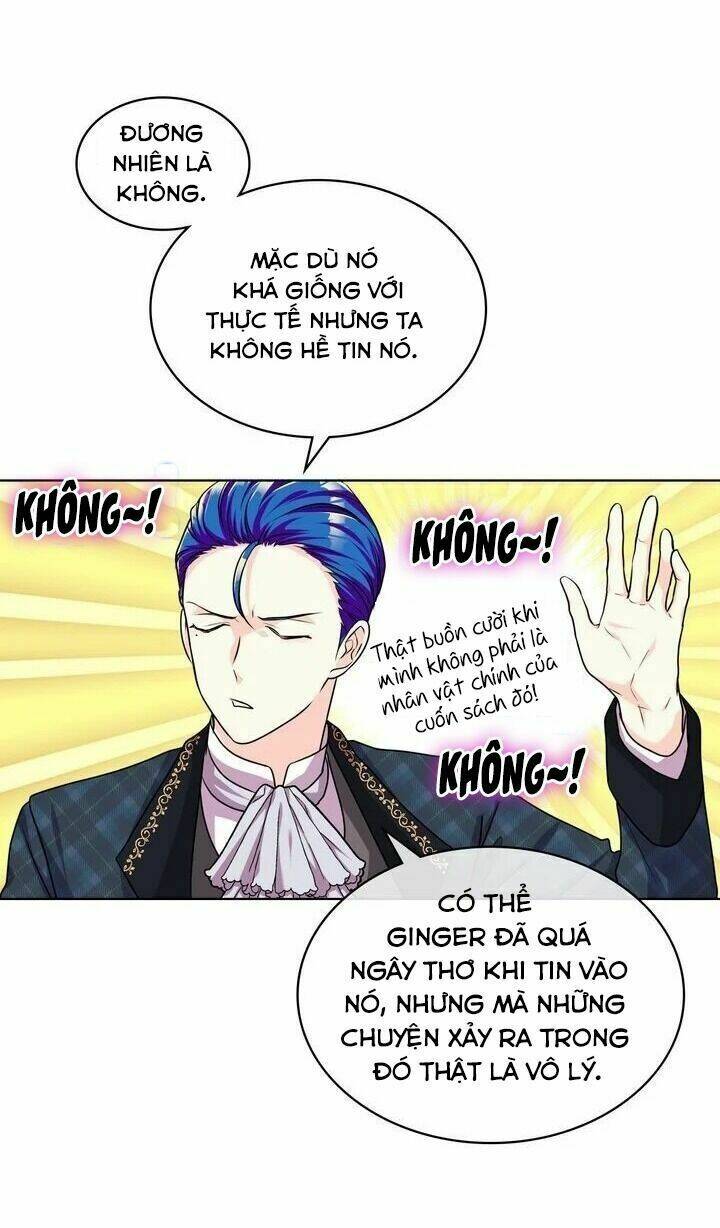 ĐƯƠNG
NHIÊN LÀ
KHÔNG.
MẶC DÙ NÓ
KHÁ GIỐNG VỚI
THỰC TẾ NHƯNG TA
KHÔNG HỀ TIN NÓ.
KHÔNG~!
KHÔNG~!
Thật buồn cười khi
mình không phải là
nhân vật chính của
cuốn sách đó!
KHÔNG~!
CÓ THỂ
GINGER ĐÃ QUÁ
NGÂY THƠ KHI TIN VÀO
NÓ, NHƯNG MÀ NHỮNG
CHUYỆN XẢY RA TRONG
ĐÓ THẬT LÀ VÔ LÝ.